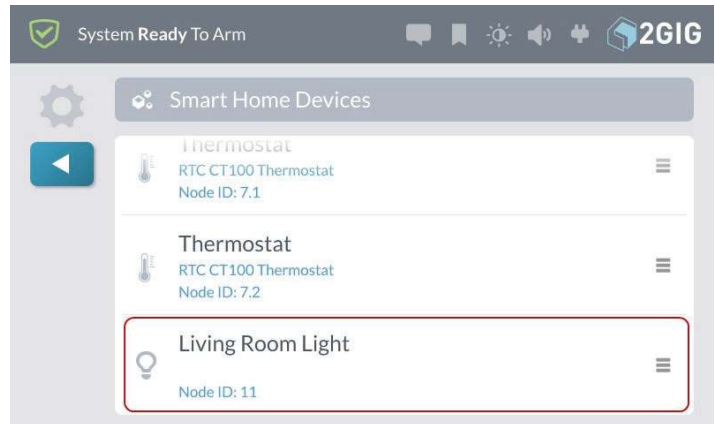 System Ready To Arm
2GIG
Smart Home Devices
Thermostat
RTC CT100 Thermostat
Node ID: 7.1
Thermostat
RTC CT100 Thermostat
Node ID: 7.2
Living Room Light
Node ID: 11